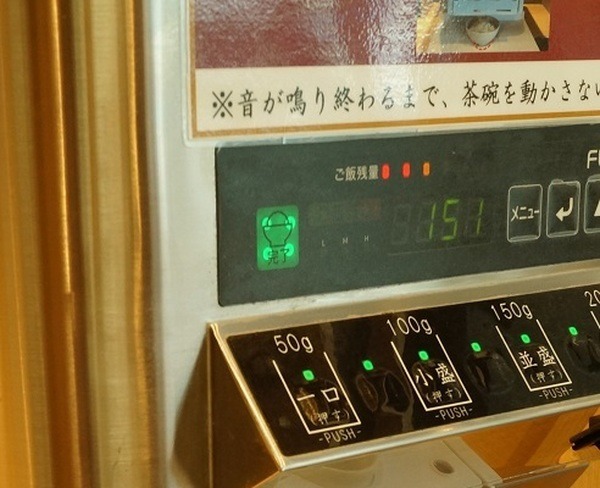 ※音が鳴り終わるまで、茶碗を動かさない
ご飯残量
完了
L M H
151
メニュー
50g
100g
150g
一口
小盛
並盛
(押す)
(押す)
(押す)
-PUSH-
-PUSH-
-PUSH-